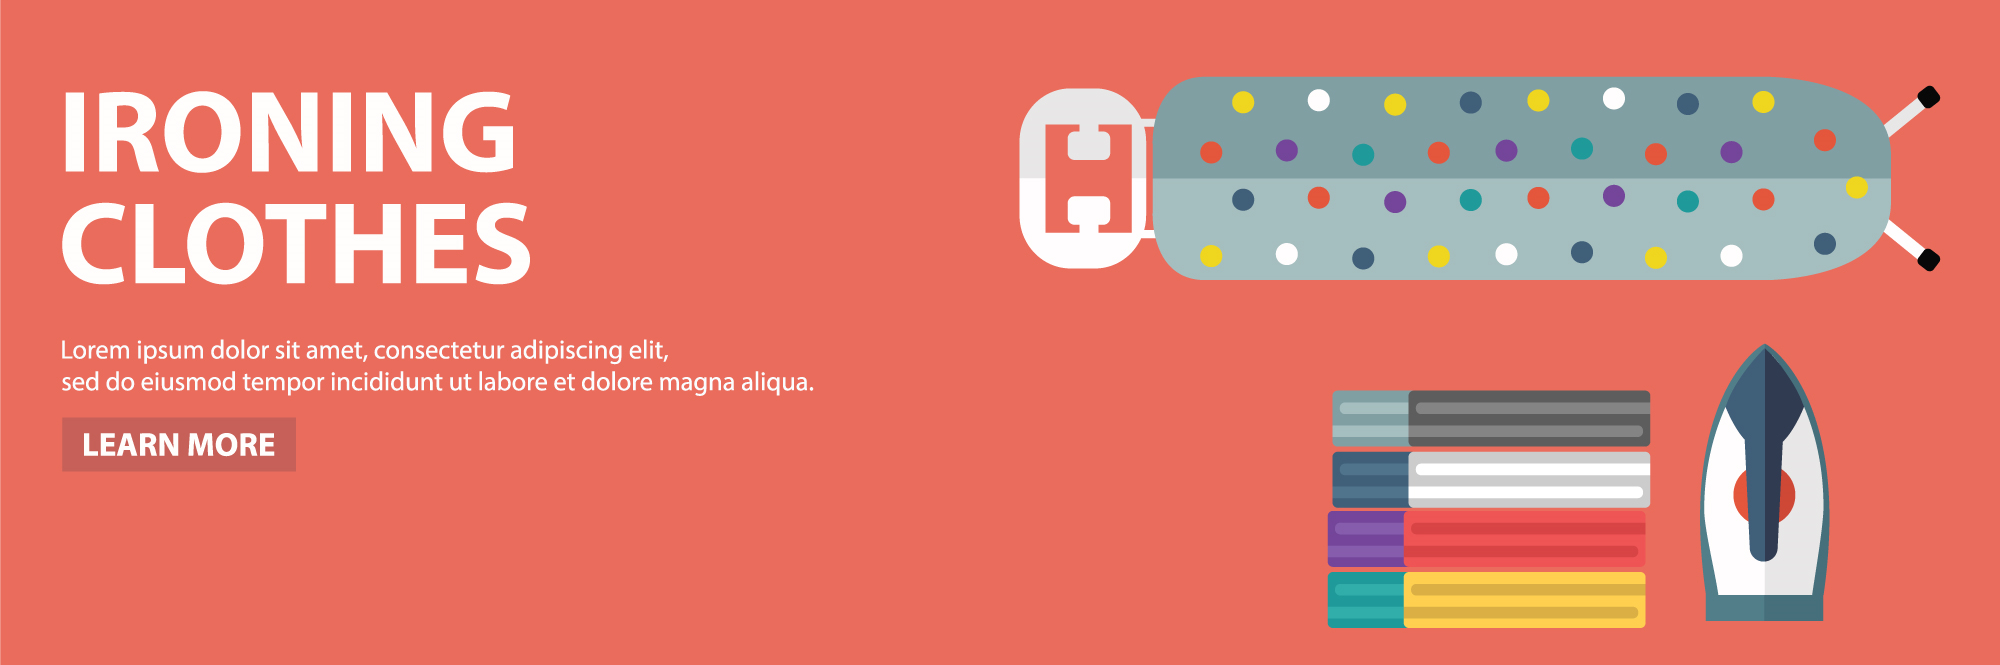 IRONING
CLOTHES
Lorem ipsum dolor sit amet, consectetur adipiscing elit,
sed do eiusmod tempor incididunt ut labore et dolore magna aliqua.
LEARN MORE